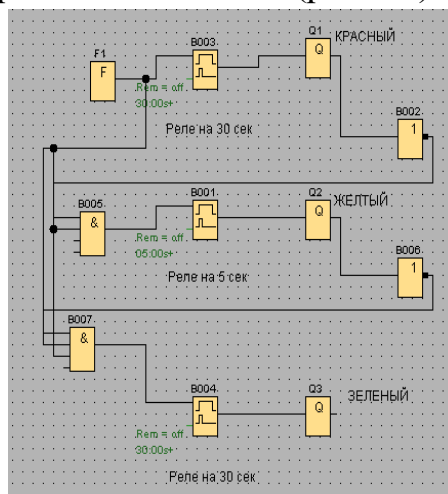 F1
F
B003
Rem = off
30:00s+
Q1
Q
КРАСНЫЙ
Реле на 30 сек
B002
1
B005
&
B001
Rem = off
05:00s+
Q2
Q
ЖЕЛТЫЙ
Реле на 5 сек
B006
1
B007
&
B004
Rem = off
30:00s+
Q3
Q
ЗЕЛЕНЫЙ
Реле на 30 сек